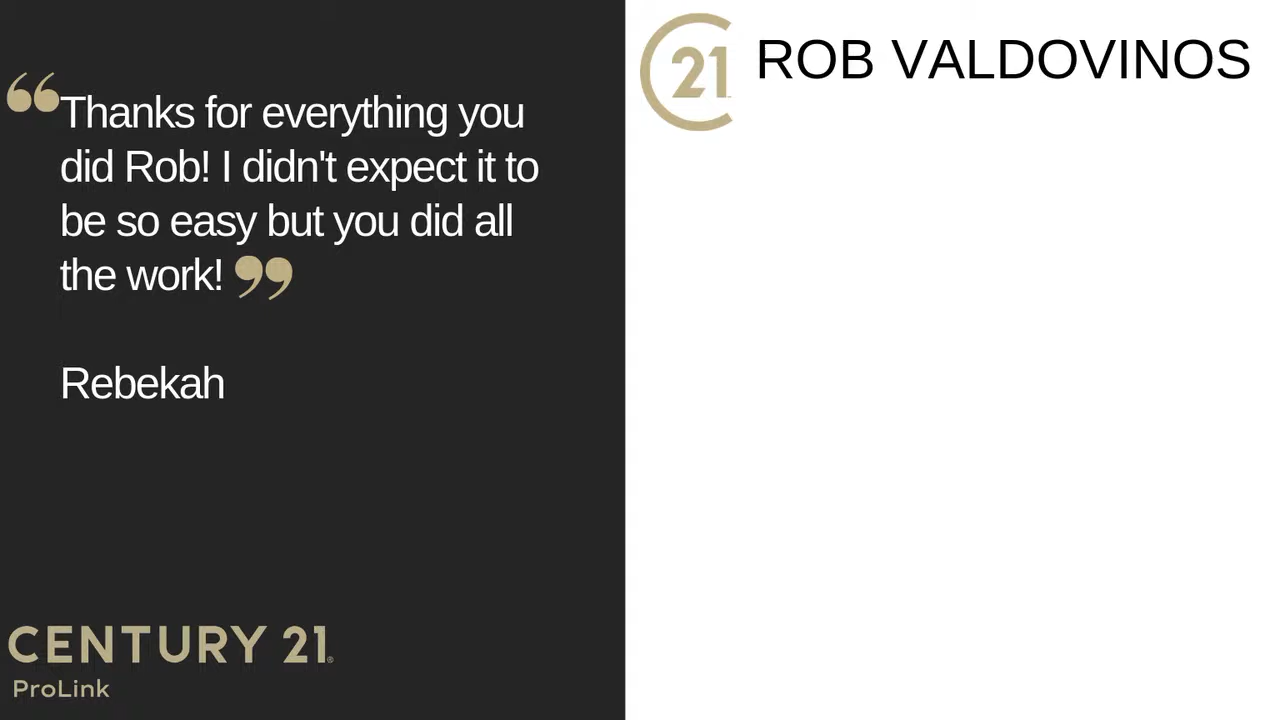 “Thanks for everything you
did Rob! I didn't expect it to
be so easy but you did all
the work! ”
Rebekah
CENTURY 21®
ProLink
C21
ROB VALDOVINOS